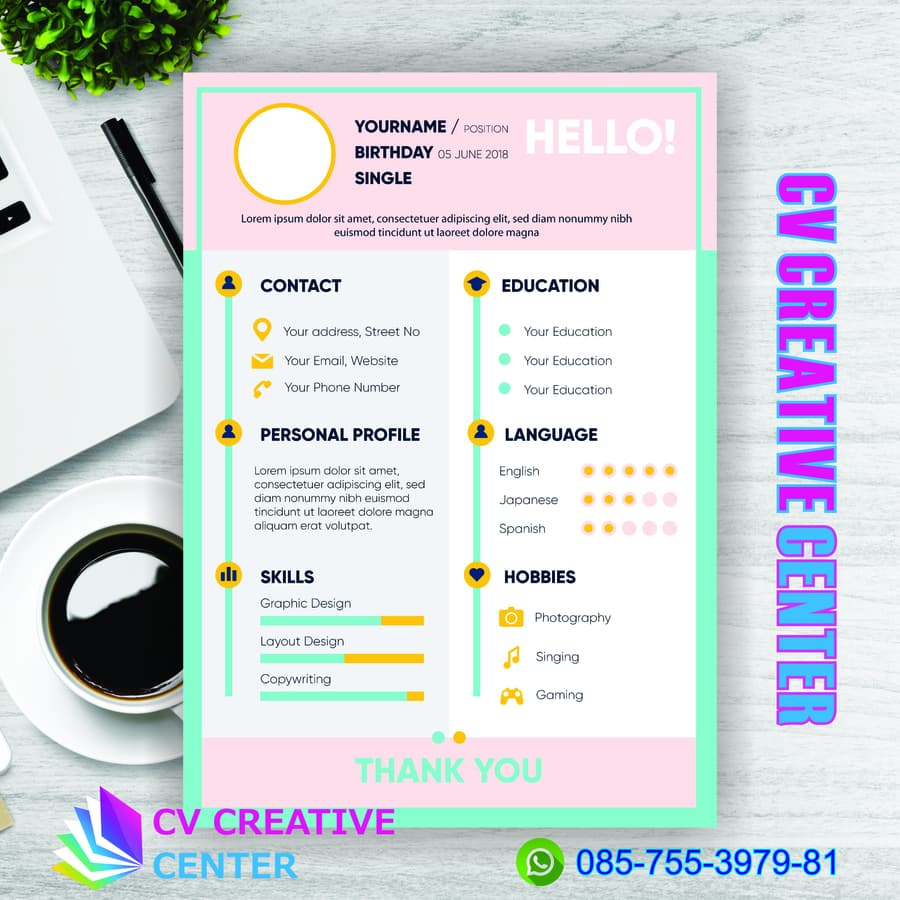 YOURNAME / POSITION
BIRTHDAY 05 JUNE 2018
SINGLE
HELLO!
Lorem ipsum dolor sit amet, consectetuer adipiscing elit, sed diam nonummy nibh
euismod tincidunt ut laoreet dolore magna
CONTACT
Your address, Street No
Your Email, Website
Your Phone Number
PERSONAL PROFILE
Lorem ipsum dolor sit amet,
consectetuer adipiscing elit, sed
diam nonummy nibh euismod
tincidunt ut laoreet dolore magna
aliquam erat volutpat.
SKILLS
Graphic Design
Layout Design
Copywriting
EDUCATION
Your Education
Your Education
Your Education
LANGUAGE
English
Japanese
Spanish
HOBBIES
Photography
Singing
Gaming
THANK YOU
CV CREATIVE CENTER
CV CREATIVE
CENTER
085-755-3979-81